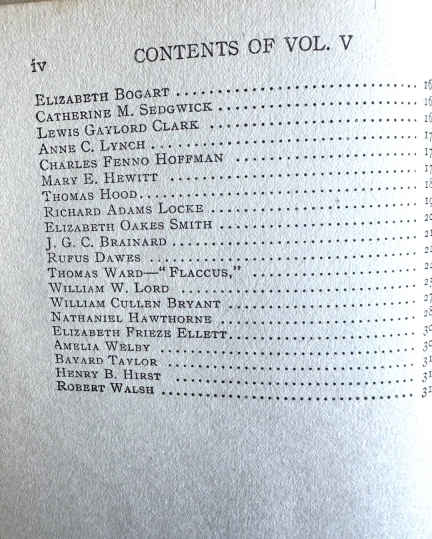 iv
CONTENTS OF VOL. V
ELIZABETH BOGART
CATHERINE M. SEDGWICK
LEWIS GAYLORD CLARK
ANNE C. LYNCH
CHARLES FENNO HOFFMAN
MARY E. HEWITT
THOMAS HOOD
RICHARD ADAMS LOCKE
ELIZABETH OAKES SMITH
J. G. C. BRAINARD
RUFUS DAWES
THOMAS WARD—"FLACCUS,"
WILLIAM W. LORD
WILLIAM CULLEN BRYANT
NATHANIEL HAWTHORNE
ELIZABETH FRIEZE ELLETT
AMELIA WELBY
BAYARD TAYLOR
HENRY B. HIRST
ROBERT WALSH